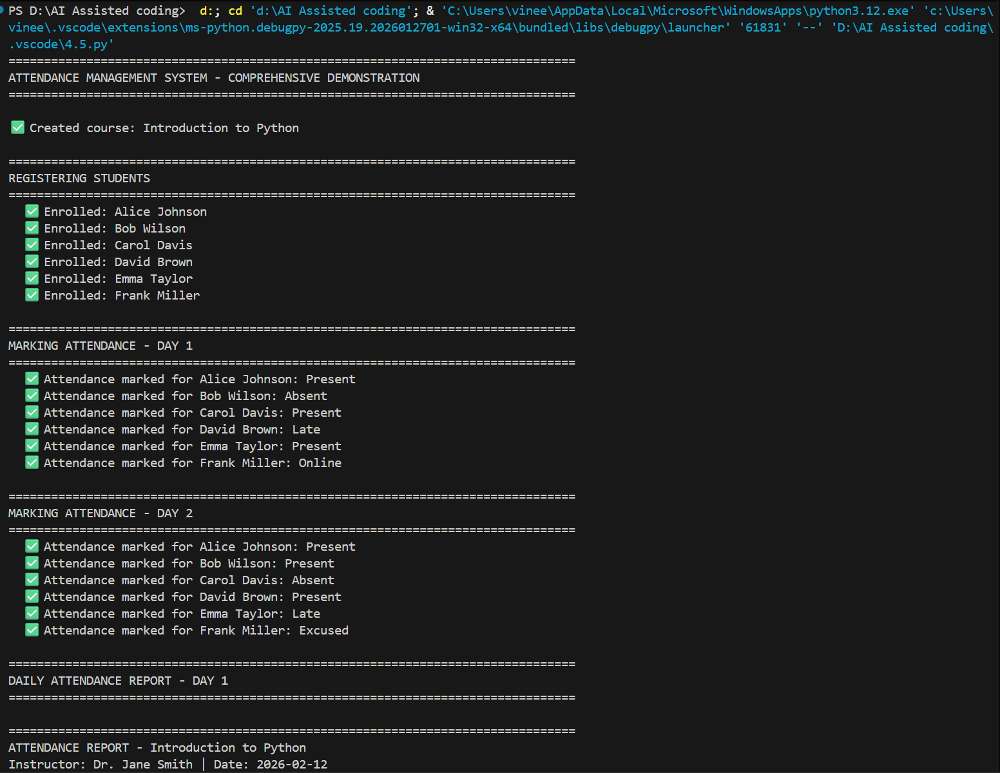 PS D:\AI Assisted coding>  d:; cd 'd:\AI Assisted coding'; & 'C:\Users\vinee\AppData\Local\Microsoft\WindowsApps\python3.12.exe' 'c:\Users\
vinee\.vscode\extensions\ms-python.debugpy-2025.19.2026012701-win32-x64\bundled\libs\debugpy\launcher' '61831' '--' 'D:\AI Assisted coding\
.vscode\4.5.py'
================================================================================
ATTENDANCE MANAGEMENT SYSTEM - COMPREHENSIVE DEMONSTRATION
================================================================================
✅ Created course: Introduction to Python
================================================================================
REGISTERING STUDENTS
================================================================================
✅ Enrolled: Alice Johnson
✅ Enrolled: Bob Wilson
✅ Enrolled: Carol Davis
✅ Enrolled: David Brown
✅ Enrolled: Emma Taylor
✅ Enrolled: Frank Miller
================================================================================
MARKING ATTENDANCE - DAY 1
================================================================================
✅ Attendance marked for Alice Johnson: Present
✅ Attendance marked for Bob Wilson: Absent
✅ Attendance marked for Carol Davis: Present
✅ Attendance marked for David Brown: Late
✅ Attendance marked for Emma Taylor: Present
✅ Attendance marked for Frank Miller: Online
================================================================================
MARKING ATTENDANCE - DAY 2
================================================================================
✅ Attendance marked for Alice Johnson: Present
✅ Attendance marked for Bob Wilson: Present
✅ Attendance marked for Carol Davis: Absent
✅ Attendance marked for David Brown: Present
✅ Attendance marked for Emma Taylor: Late
✅ Attendance marked for Frank Miller: Excused
================================================================================
DAILY ATTENDANCE REPORT - DAY 1
================================================================================
================================================================================
ATTENDANCE REPORT - Introduction to Python
Instructor: Dr. Jane Smith | Date: 2026-02-12